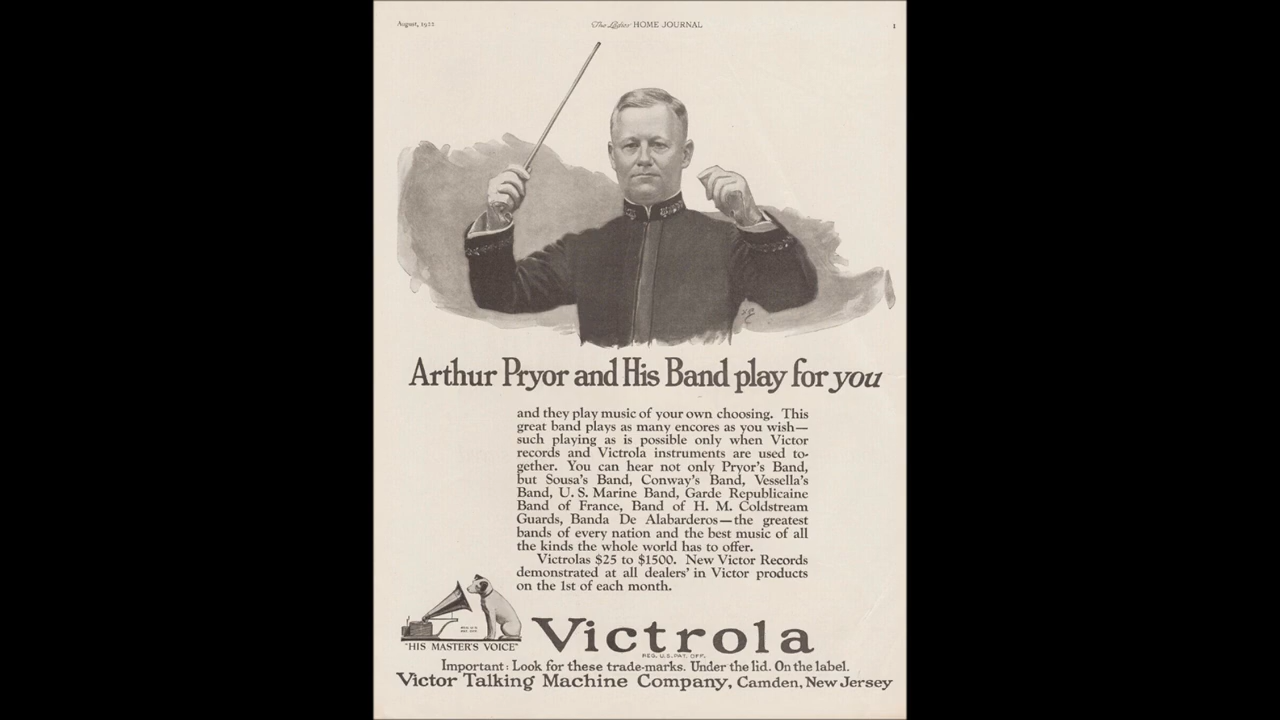 August, 1922
The Ladies' HOME JOURNAL
1
Arthur Pryor and His Band play for you
and they play music of your own choosing. This
great band plays as many encores as you wish—
such playing as is possible only when Victor
records and Victrola instruments are used to-
gether. You can hear not only Pryor's Band,
but Sousa's Band, Conway's Band, Vessella's
Band, U. S. Marine Band, Garde Republicaine
Band of France, Band of H. M. Coldstream
Guards, Banda De Alabarderos—the greatest
bands of every nation and the best music of all
the kinds the whole world has to offer.
Victrolas $25 to $1500. New Victor Records
demonstrated at all dealers' in Victor products
on the 1st of each month.
"HIS MASTER'S VOICE"
Victrola
REG. U.S. PAT. OFF.
Important: Look for these trade-marks. Under the lid. On the label.
Victor Talking Machine Company, Camden, New Jersey